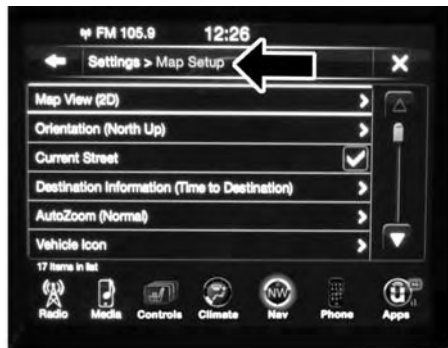 FM 105.9 12:26
Settings > Map Setup
Map View (2D)
Orientation (North Up)
Current Street
Destination Information (Time to Destination)
AutoZoom (Normal)
Vehicle Icon
17 Items in list
NW
Radio Media Controls Climate Nav Phone Apps